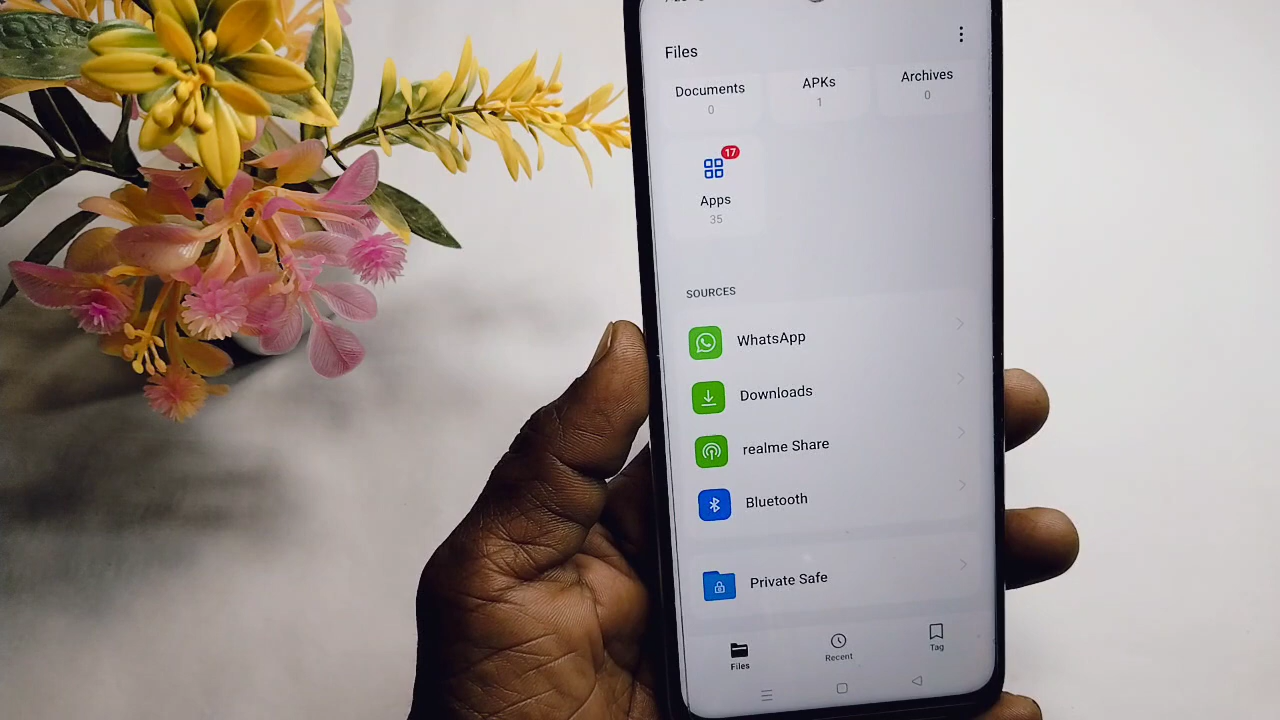 Files
Documents APKs Archives
0 1 0
17
Apps
35
SOURCES
WhatsApp
Downloads
realme Share
Bluetooth
Private Safe
Files Recent Tag